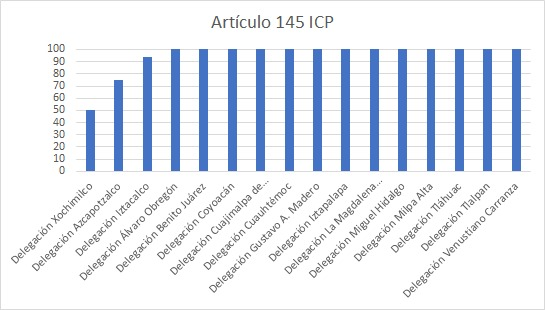 Artículo 145 ICP
100
90
80
70
60
50
40
30
20
10
0
Delegación Xochimilco
Delegación Azcapotzalco
Delegación Iztacalco
Delegación Álvaro Obregón
Delegación Benito Juárez
Delegación Coyoacán
Delegación Cuajimalpa de...
Delegación Cuauhtémoc
Delegación Gustavo A. Madero
Delegación Iztapalapa
Delegación La Magdalena...
Delegación Miguel Hidalgo
Delegación Milpa Alta
Delegación Tláhuac
Delegación Tlalpan
Delegación Venustiano Carranza